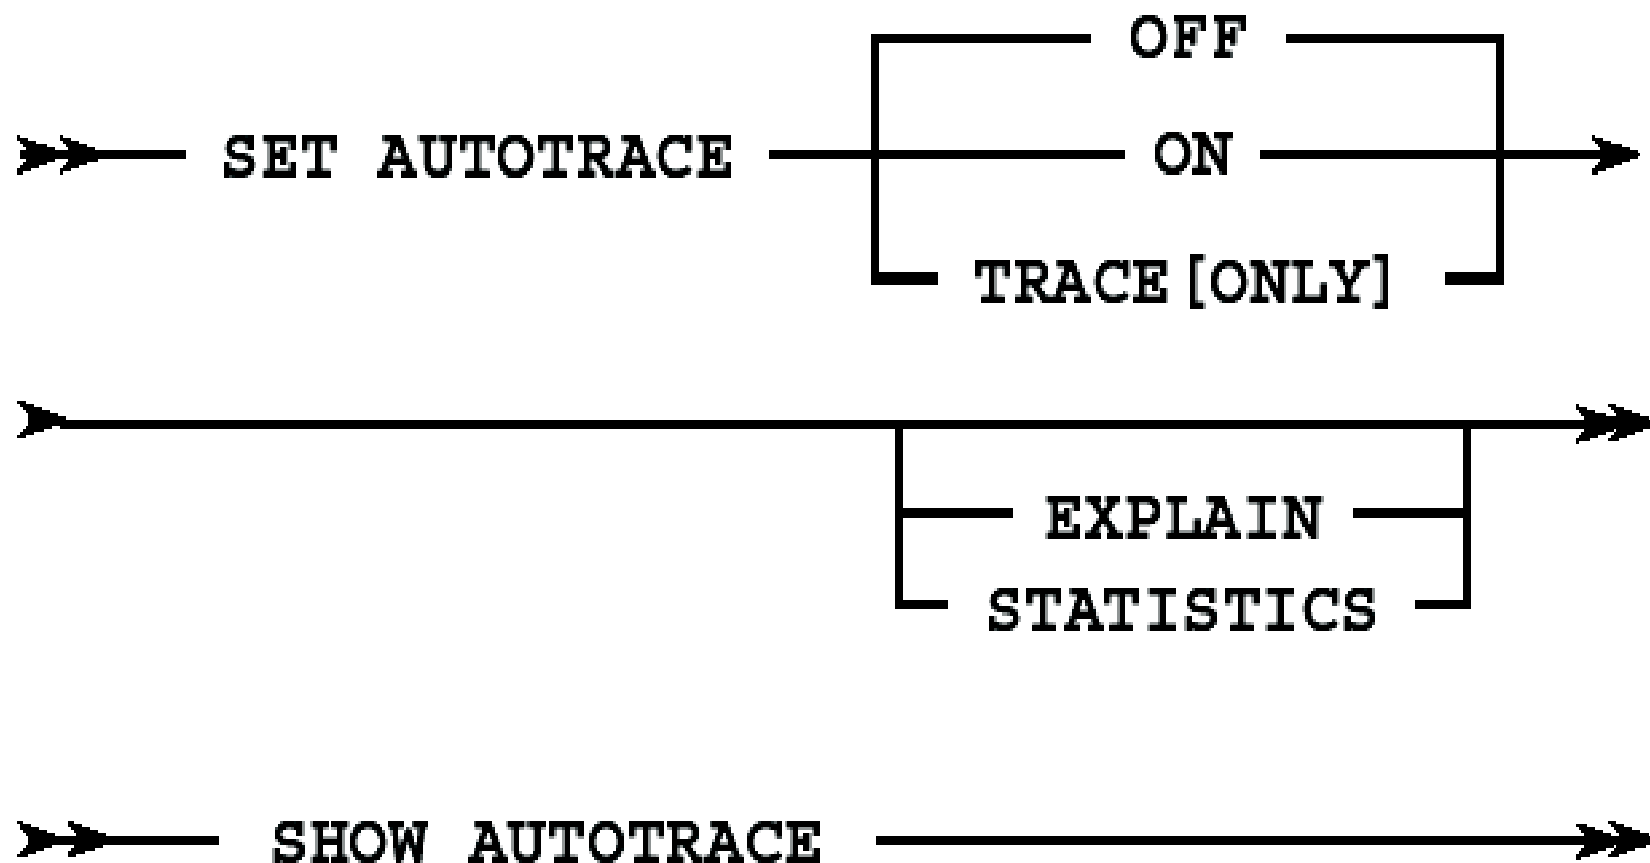 OFF
SET AUTOTRACE ON
TRACE[ONLY]
EXPLAIN
STATISTICS
SHOW AUTOTRACE